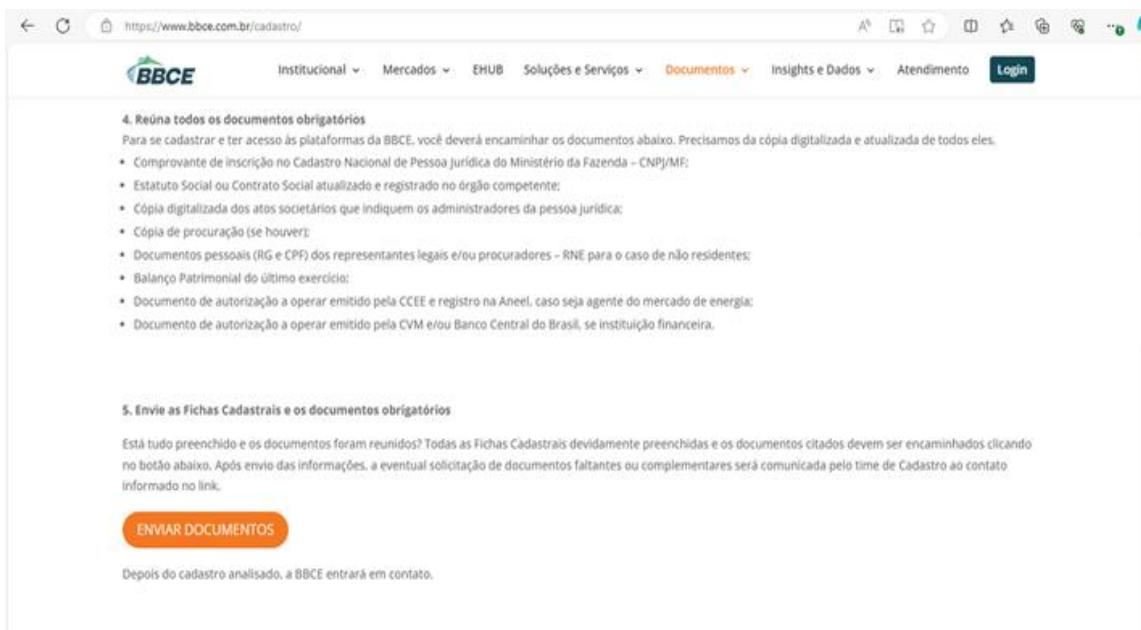 https://www.bbce.com.br/cadastro/
BBCE
Institucional
Mercados
EHUB
Soluções e Serviços
Documentos
Insights e Dados
Atendimento
Login
4. Reúna todos os documentos obrigatórios
Para se cadastrar e ter acesso às plataformas da BBCE, você deverá encaminhar os documentos abaixo. Precisamos da cópia digitalizada e atualizada de todos eles.
• Comprovante de inscrição no Cadastro Nacional de Pessoa Jurídica do Ministério da Fazenda – CNPJ/MF;
• Estatuto Social ou Contrato Social atualizado e registrado no órgão competente;
• Cópia digitalizada dos atos societários que indiquem os administradores da pessoa jurídica;
• Cópia de procuração (se houver);
• Documentos pessoais (RG e CPF) dos representantes legais e/ou procuradores – RNE para o caso de não residentes;
• Balanço Patrimonial do último exercício;
• Documento de autorização a operar emitido pela CCEE e registro na Aneel, caso seja agente do mercado de energia;
• Documento de autorização a operar emitido pela CVM e/ou Banco Central do Brasil, se instituição financeira.
5. Envie as Fichas Cadastrais e os documentos obrigatórios
Está tudo preenchido e os documentos foram reunidos? Todas as Fichas Cadastrais devidamente preenchidas e os documentos citados devem ser encaminhados clicando
no botão abaixo. Após envio das informações, a eventual solicitação de documentos faltantes ou complementares será comunicada pelo time de Cadastro ao contato
informado no link.
ENVIAR DOCUMENTOS
Depois do cadastro analisado, a BBCE entrará em contato.